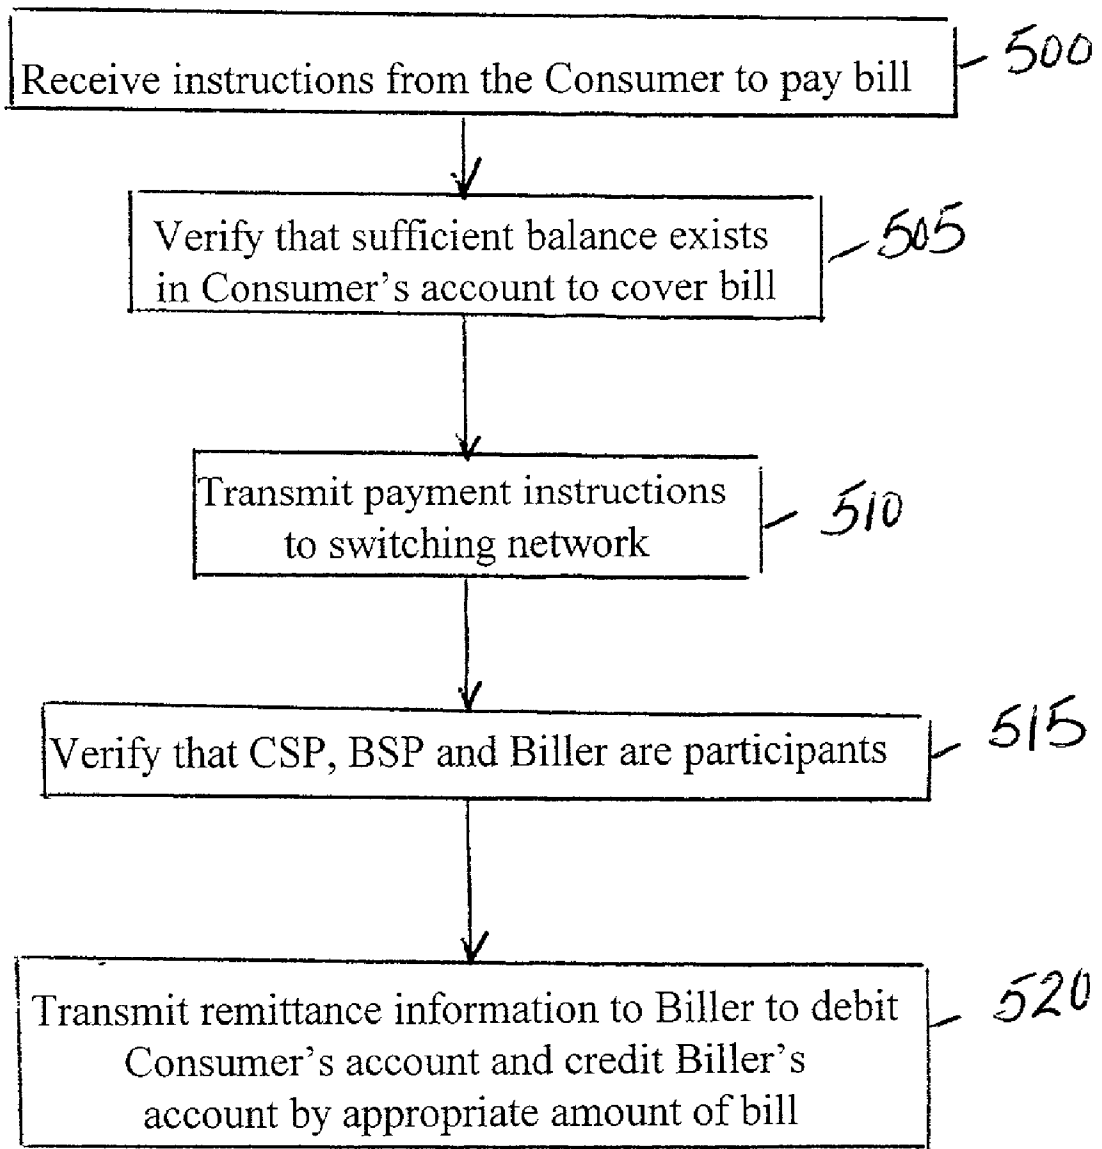 Receive instructions from the Consumer to pay bill
500
Verify that sufficient balance exists
in Consumer's account to cover bill
505
Transmit payment instructions
to switching network
510
Verify that CSP, BSP and Biller are participants
515
Transmit remittance information to Biller to debit
Consumer's account and credit Biller's
account by appropriate amount of bill
520